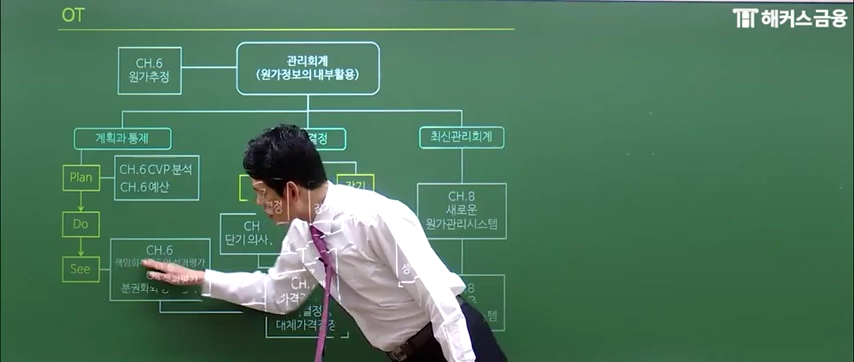 OT
해커스금융
CH.6
원가추정
관리회계
(원가정보의 내부활용)
계획과 통제
결정
최신관리회계
Plan
CH.6 CVP 분석
CH.6 예산
Do
See
CH.6
분권화
장기
CH
단기 의사
CH.
가격결정
대체가격결정
CH.8
새로운
원가관리시스템